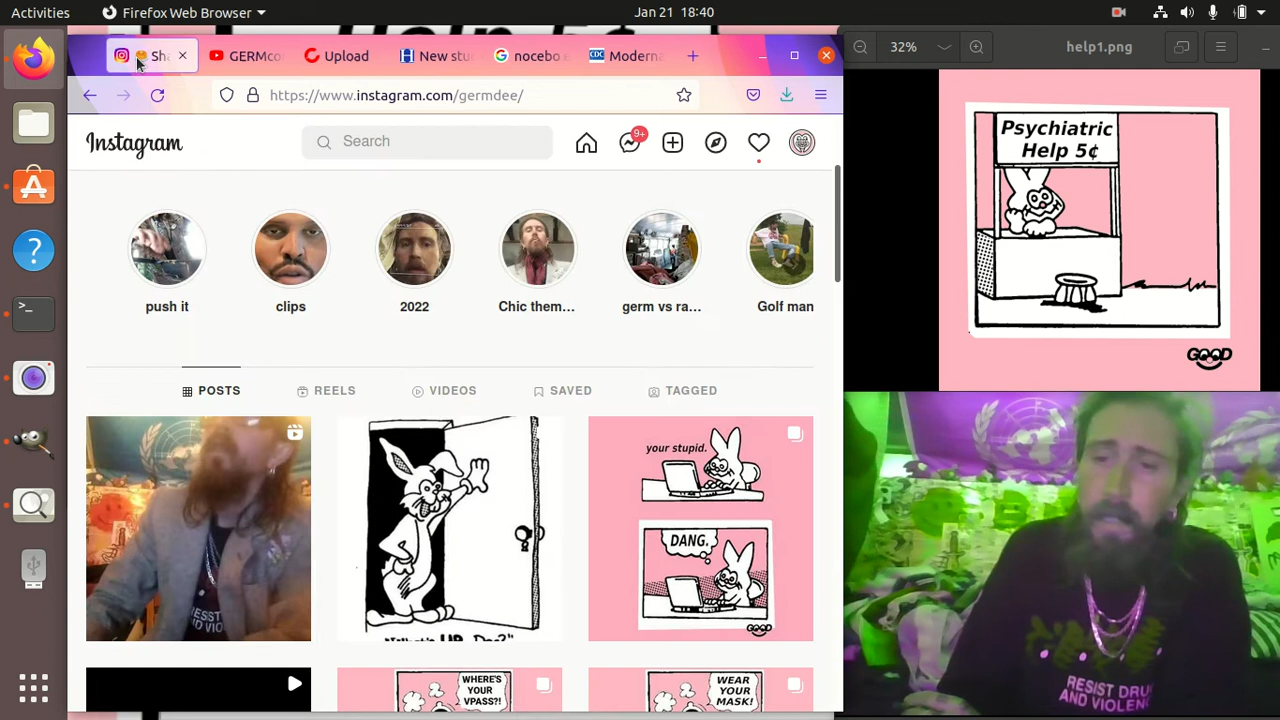 Activities
Firefox Web Browser
Jan 21 18:40
Sha
GERMco
Upload
New stu
nocebo e
CDC
Moderna
https://www.instagram.com/germdee/
Instagram
Search
9+
push it
clips
2022
Chic them...
germ vs ra...
Golf man
POSTS
REELS
VIDEOS
SAVED
TAGGED
your stupid.
DANG.
GOOD
WHERE'S
YOUR
VPASS?!
WEAR
YOUR
MASK!
32%
help1.png
Psychiatric
Help 5¢
GOOD
RESIST DRU
AND VIOLEN